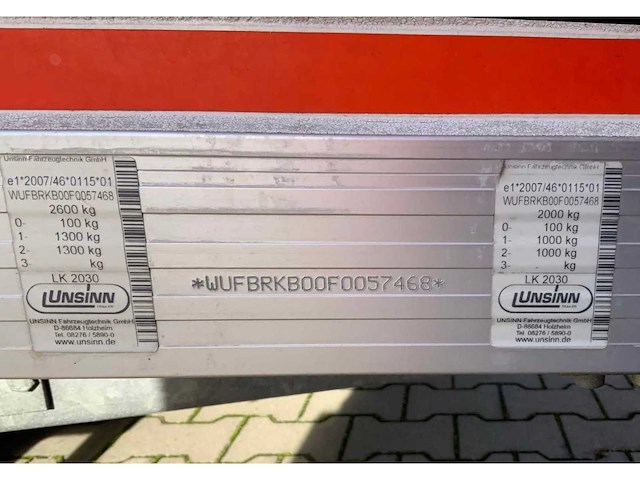 Unsinn Fahrzeugtechnik GmbH
e1*2007/46*0115*01
WUFBRKB00F0057468
2600 kg
0- 100 kg
1- 1300 kg
2- 1300 kg
3- kg
LK 2030
UNSINN
UNSINN Fahrzeugtechnik GmbH
D-86684 Holzheim
Tel. 08276 / 5890-0
www.unsinn.de
*WUFBRKB00F0057468*
Unsinn Fahrzeugtechnik GmbH
e1*2007/46*0115*01
WUFBRKB00F0057468
2000 kg
0- 100 kg
1- 1000 kg
2- 1000 kg
3- kg
LK 2030
UNSINN
UNSINN Fahrzeugtechnik GmbH
D-86684 Holzheim
Tel. 08276 / 5890-0
www.unsinn.de